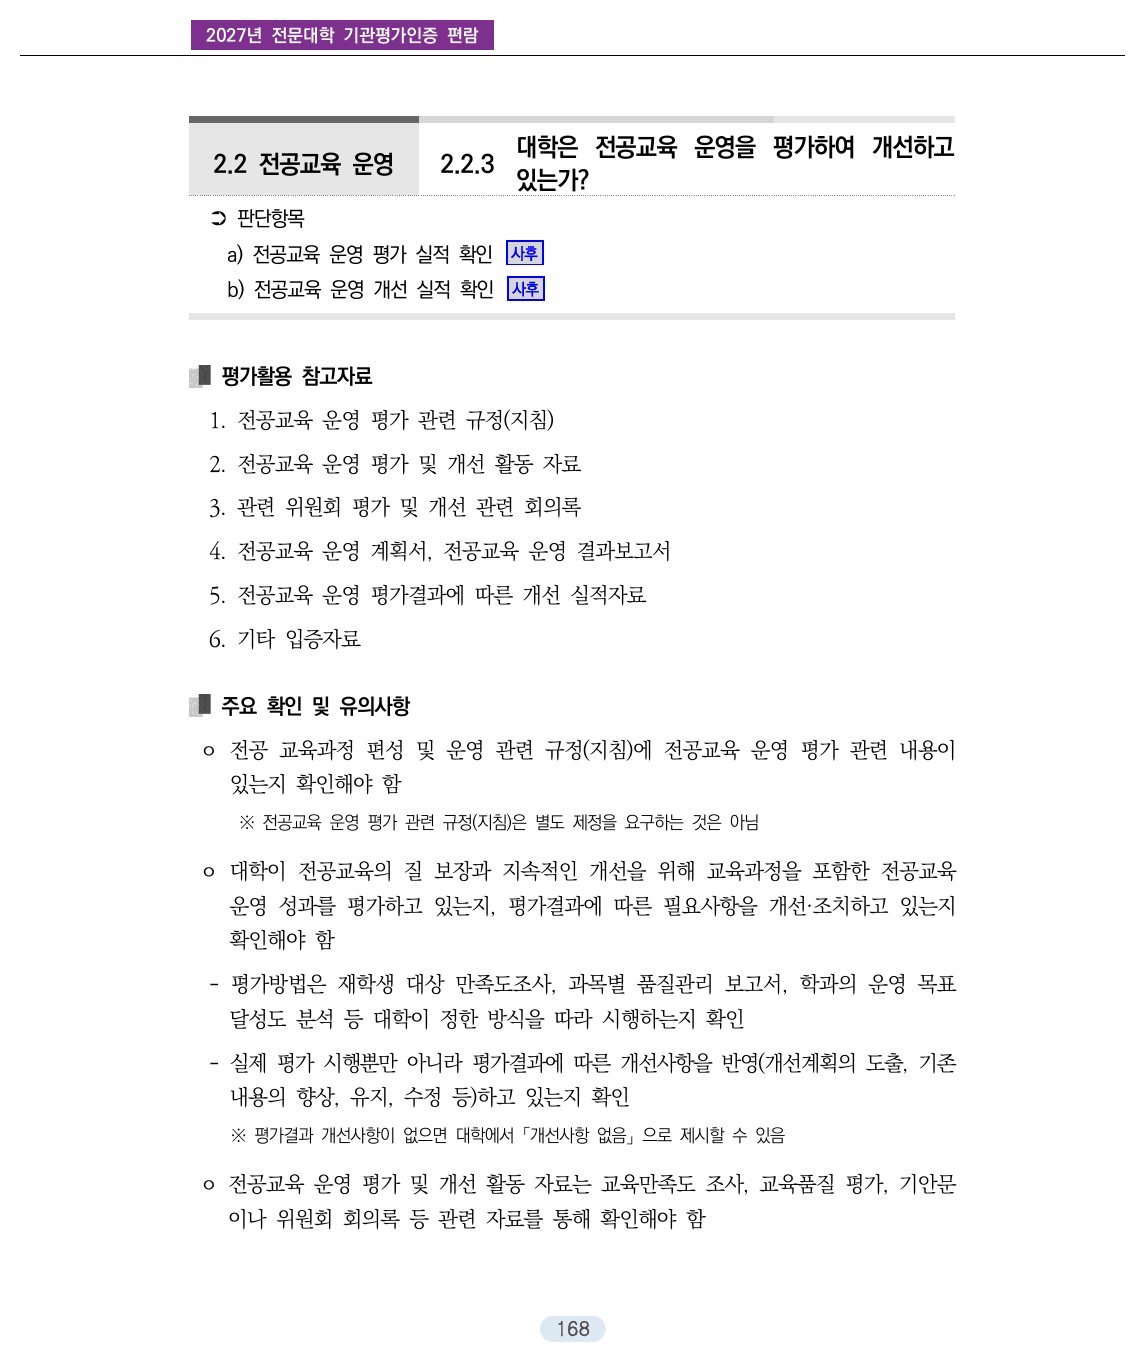 2027년 전문대학 기관평가인증 편람
2.2 전공교육 운영
2.2.3
대학은 전공교육 운영을 평가하여 개선하고
있는가?
➲ 판단항목
a) 전공교육 운영 평가 실적 확인 사후
b) 전공교육 운영 개선 실적 확인 사후
평가활용 참고자료
1. 전공교육 운영 평가 관련 규정(지침)
2. 전공교육 운영 평가 및 개선 활동 자료
3. 관련 위원회 평가 및 개선 관련 회의록
4. 전공교육 운영 계획서, 전공교육 운영 결과보고서
5. 전공교육 운영 평가결과에 따른 개선 실적자료
6. 기타 입증자료
주요 확인 및 유의사항
ㅇ 전공 교육과정 편성 및 운영 관련 규정(지침)에 전공교육 운영 평가 관련 내용이
있는지 확인해야 함
※ 전공교육 운영 평가 관련 규정(지침)은 별도 제정을 요구하는 것은 아님
ㅇ 대학이 전공교육의 질 보장과 지속적인 개선을 위해 교육과정을 포함한 전공교육
운영 성과를 평가하고 있는지, 평가결과에 따른 필요사항을 개선·조치하고 있는지
확인해야 함
- 평가방법은 재학생 대상 만족도조사, 과목별 품질관리 보고서, 학과의 운영 목표
달성도 분석 등 대학이 정한 방식을 따라 시행하는지 확인
- 실제 평가 시행뿐만 아니라 평가결과에 따른 개선사항을 반영(개선계획의 도출, 기존
내용의 향상, 유지, 수정 등)하고 있는지 확인
※ 평가결과 개선사항이 없으면 대학에서「개선사항 없음」으로 제시할 수 있음
ㅇ 전공교육 운영 평가 및 개선 활동 자료는 교육만족도 조사, 교육품질 평가, 기안문
이나 위원회 회의록 등 관련 자료를 통해 확인해야 함
168